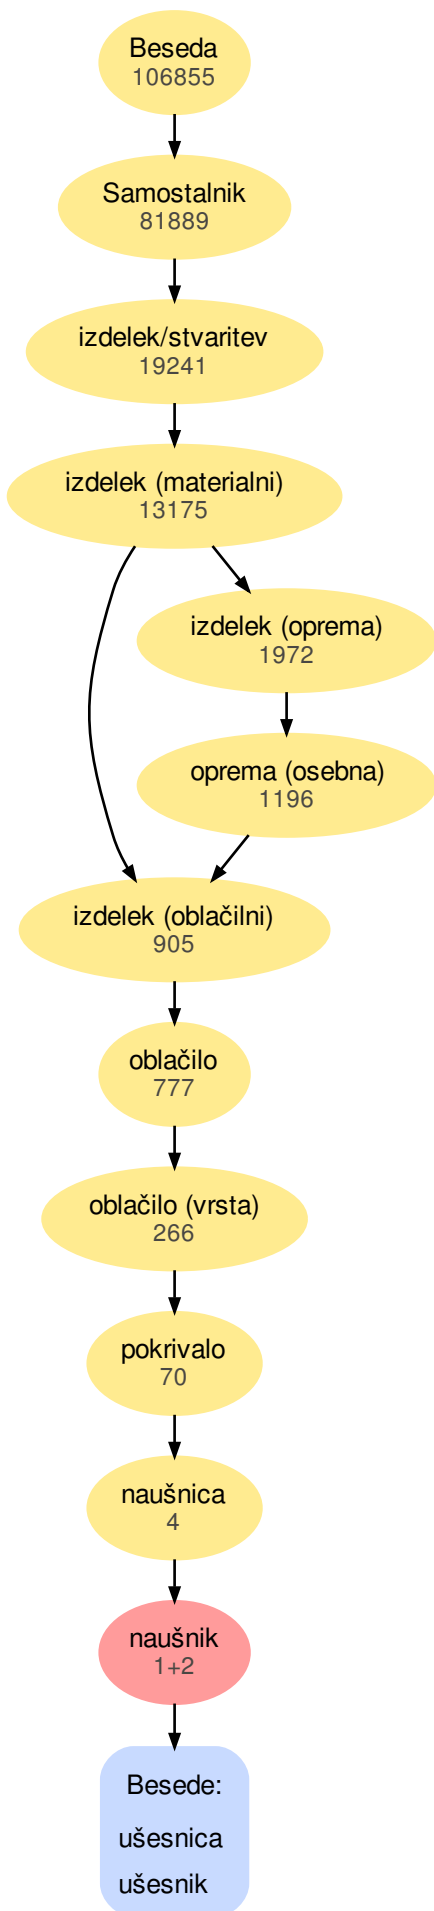 Beseda
106855
Samostalnik
81889
izdelek/stvaritev
19241
izdelek (materialni)
13175
izdelek (oprema)
1972
oprema (osebna)
1196
izdelek (oblačilni)
905
oblačilo
777
oblačilo (vrsta)
266
pokrivalo
70
naušnica
4
naušnik
1+2
Besede:
ušesnica
ušesnik